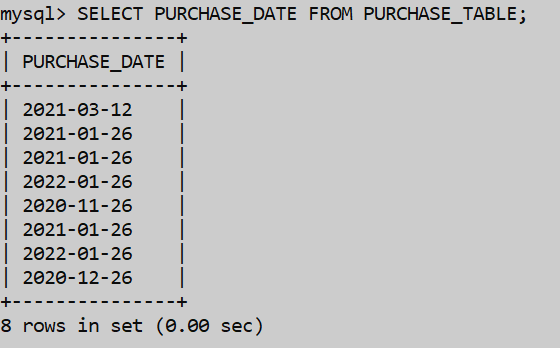 mysql> SELECT PURCHASE_DATE FROM PURCHASE_TABLE;
+---------------+
| PURCHASE_DATE |
+---------------+
| 2021-03-12    |
| 2021-01-26    |
| 2021-01-26    |
| 2022-01-26    |
| 2020-11-26    |
| 2021-01-26    |
| 2022-01-26    |
| 2020-12-26    |
+---------------+
8 rows in set (0.00 sec)